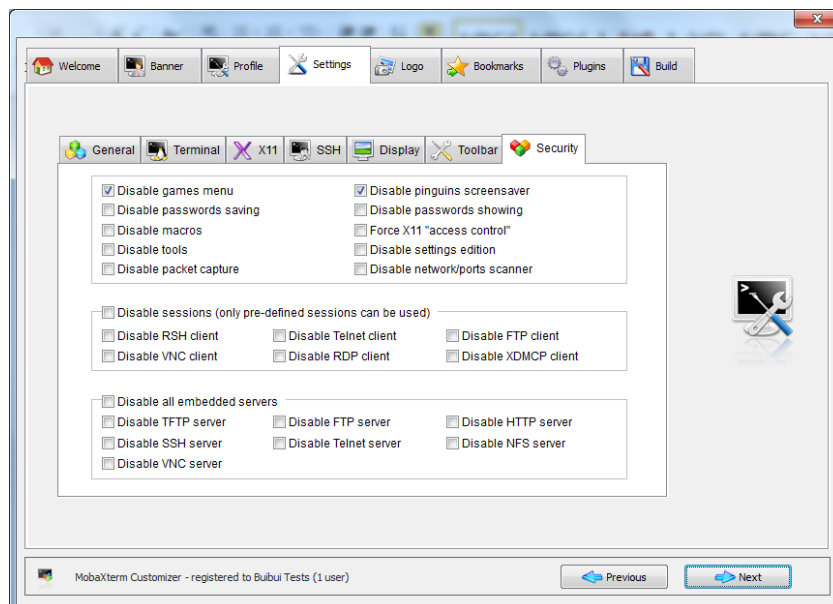 Welcome Banner Profile Settings Logo Bookmarks Plugins Build
General Terminal X11 SSH Display Toolbar Security
Disable games menu Disable pinguins screensaver
Disable passwords saving Disable passwords showing
Disable macros Force X11 "access control"
Disable tools Disable settings edition
Disable packet capture Disable network/ports scanner
Disable sessions (only pre-defined sessions can be used)
Disable RSH client Disable Telnet client Disable FTP client
Disable VNC client Disable RDP client Disable XDMCP client
Disable all embedded servers
Disable TFTP server Disable FTP server Disable HTTP server
Disable SSH server Disable Telnet server Disable NFS server
Disable VNC server
MobaXterm Customizer - registered to Buibui Tests (1 user) Previous Next